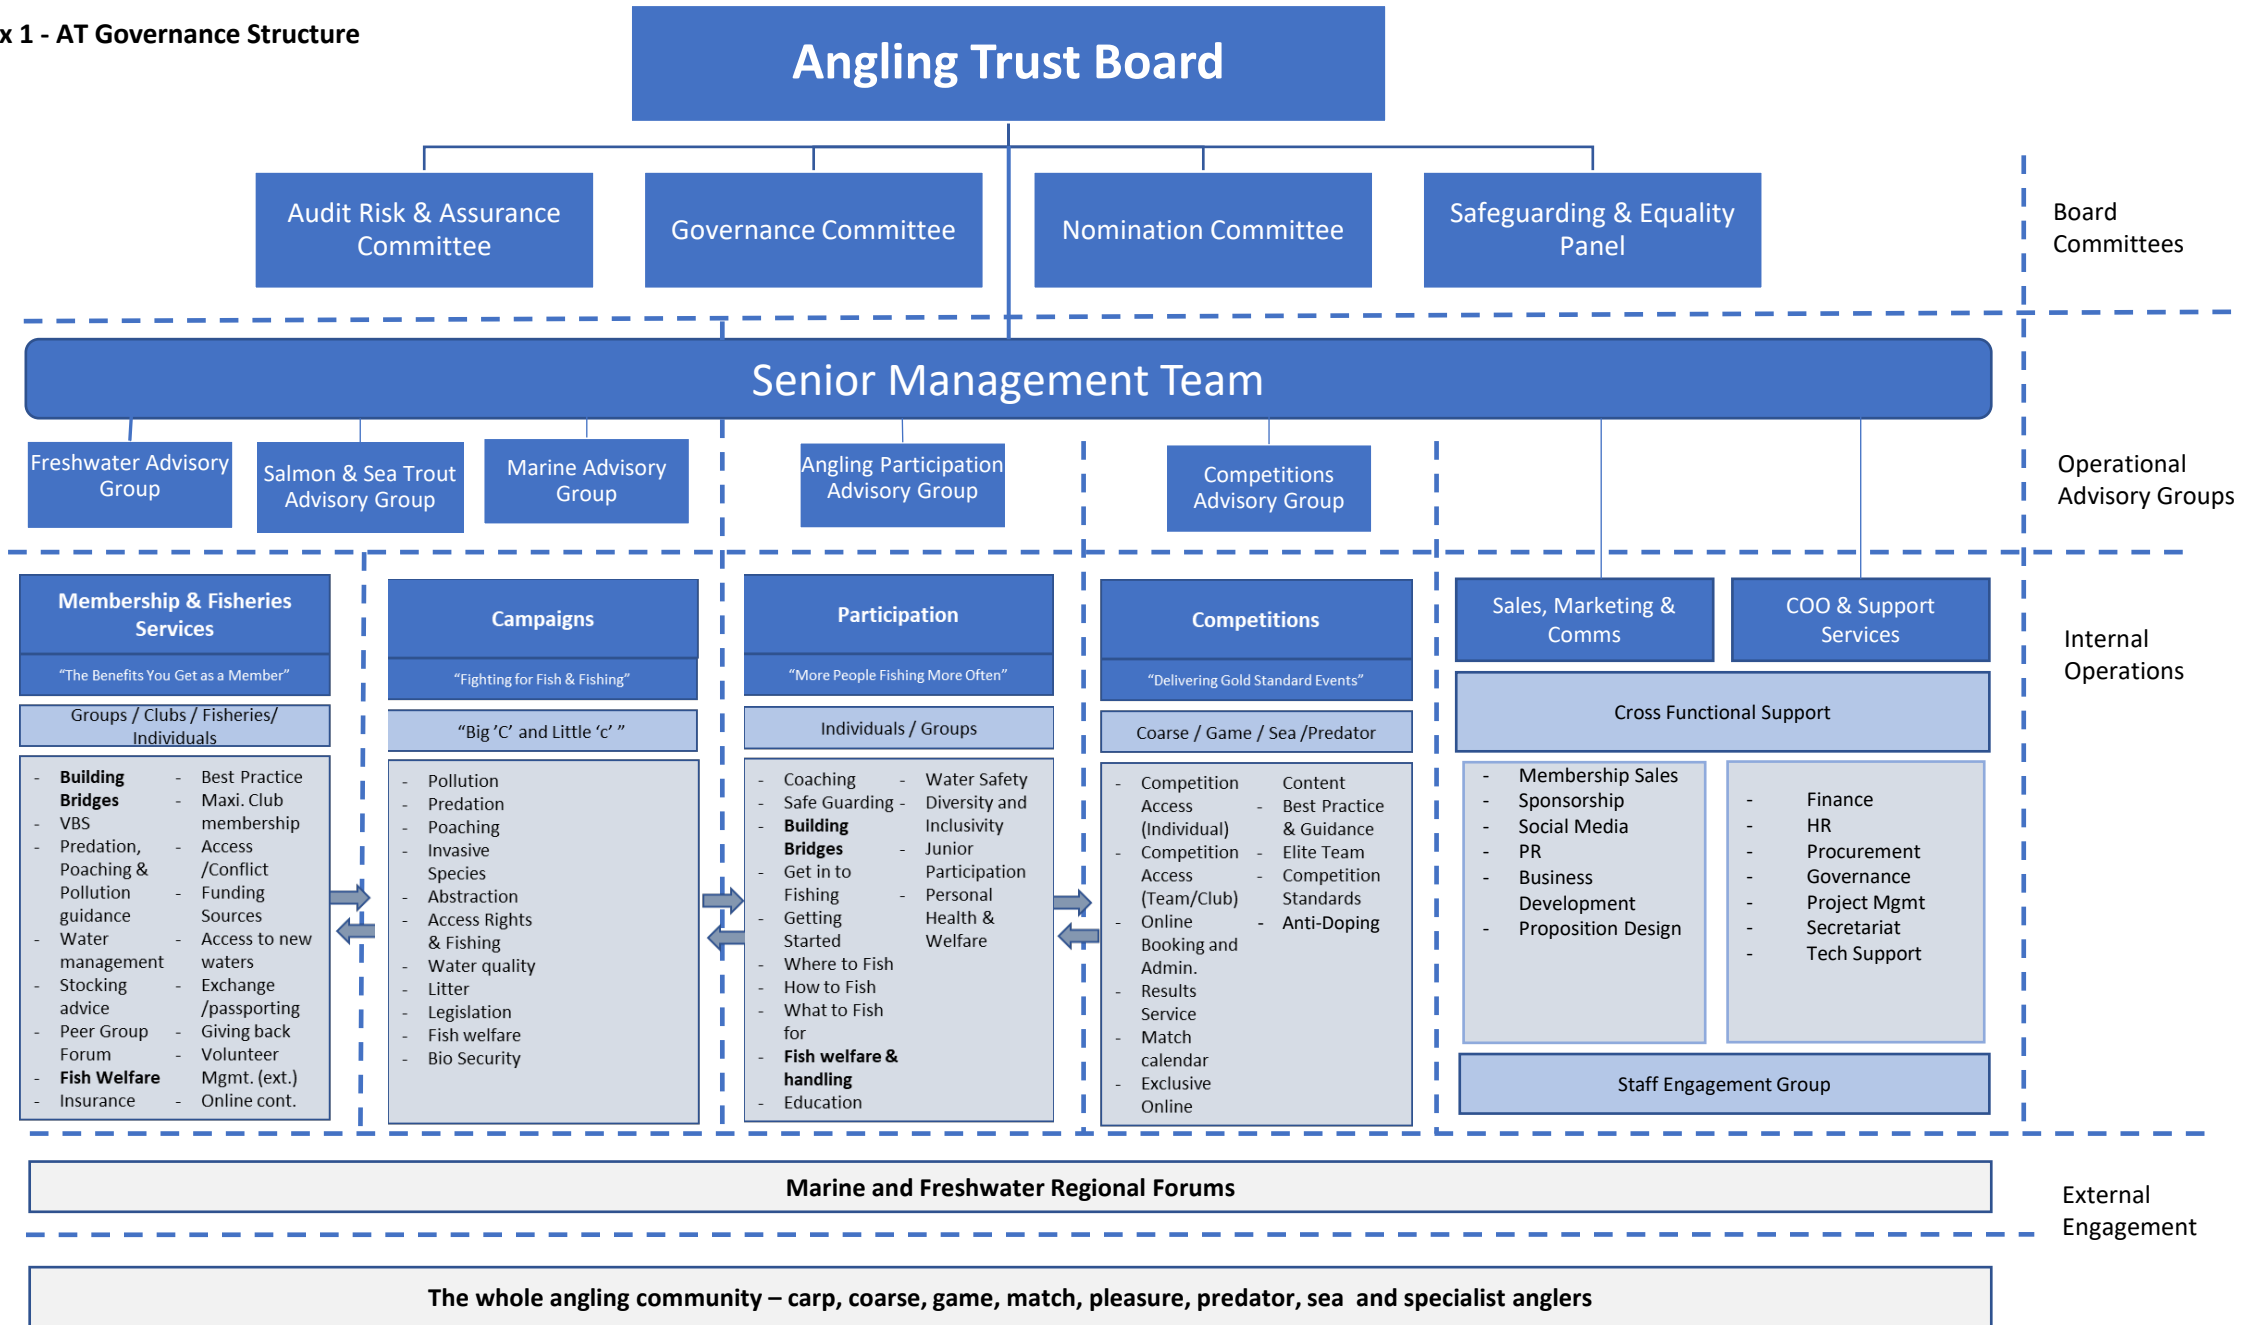 x 1 - AT Governance Structure
Angling Trust Board
Audit Risk & Assurance
Committee
Governance Committee
Nomination Committee
Safeguarding & Equality
Panel
Board
Committees
Senior Management Team
Freshwater Advisory
Group
Salmon & Sea Trout
Advisory Group
Marine Advisory
Group
Angling Participation
Advisory Group
Competitions
Advisory Group
Operational
Advisory Groups
Membership & Fisheries
Services
“The Benefits You Get as a Member”
Groups / Clubs / Fisheries/
Individuals
- Building
Bridges
- VBS
- Predation,
Poaching &
Pollution
guidance
- Water
management
- Stocking
advice
- Peer Group
Forum
- Fish Welfare
- Insurance
- Best Practice
- Maxi. Club
membership
- Access
/Conflict
- Funding
Sources
- Access to new
waters
- Exchange
/passporting
- Giving back
- Volunteer
Mgmt. (ext.)
- Online cont.
Campaigns
“Fighting for Fish & Fishing”
“Big ’C’ and Little ‘c’ ”
- Pollution
- Predation
- Poaching
- Invasive
Species
- Abstraction
- Access Rights
& Fishing
- Water quality
- Litter
- Legislation
- Fish welfare
- Bio Security
Participation
“More People Fishing More Often”
Individuals / Groups
- Coaching
- Safe Guarding
- Building
Bridges
- Get in to
Fishing
- Getting
Started
- Where to Fish
- How to Fish
- What to Fish
for
- Fish welfare &
handling
- Education
- Water Safety
- Diversity and
Inclusivity
- Junior
Participation
- Personal
Health &
Welfare
Competitions
“Delivering Gold Standard Events”
Coarse / Game / Sea /Predator
- Competition
Access
(Individual)
- Competition
Access
(Team/Club)
- Online
Booking and
Admin.
- Results
Service
- Match
calendar
- Exclusive
Online
Content
- Best Practice
& Guidance
- Elite Team
- Competition
Standards
- Anti-Doping
Sales, Marketing &
Comms
COO & Support
Services
Cross Functional Support
- Membership Sales
- Sponsorship
- Social Media
- PR
- Business
Development
- Proposition Design
- Finance
- HR
- Procurement
- Governance
- Project Mgmt
- Secretariat
- Tech Support
Staff Engagement Group
Internal
Operations
Marine and Freshwater Regional Forums
External
Engagement
The whole angling community – carp, coarse, game, match, pleasure, predator, sea and specialist anglers